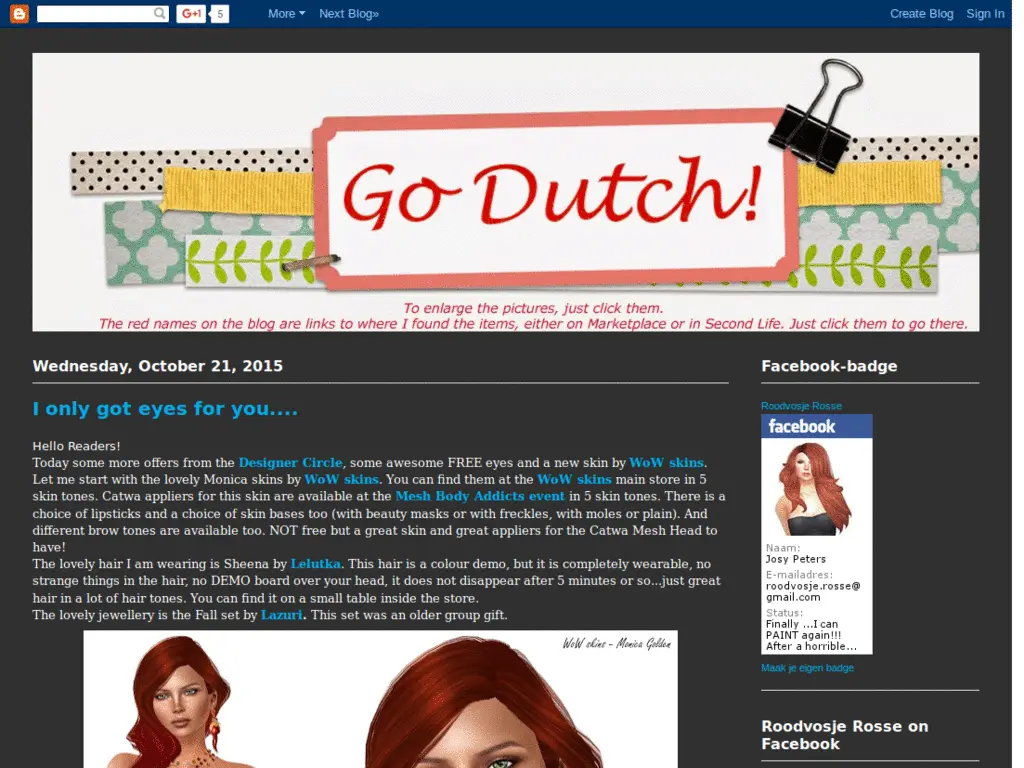 G+1 5 More Next Blog» Create Blog Sign In
Go Dutch!
To enlarge the pictures, just click them.
The red names on the blog are links to where I found the items, either on Marketplace or in Second Life. Just click them to go there.
Wednesday, October 21, 2015
I only got eyes for you....
Hello Readers!
Today some more offers from the Designer Circle, some awesome FREE eyes and a new skin by WoW skins.
Let me start with the lovely Monica skins by WoW skins. You can find them at the WoW skins main store in 5
skin tones. Catwa appliers for this skin are available at the Mesh Body Addicts event in 5 skin tones. There is a
choice of lipsticks and a choice of skin bases too (with beauty masks or with freckles, with moles or plain). And
different brow tones are available too. NOT free but a great skin and great appliers for the Catwa Mesh Head to
have!
The lovely hair I am wearing is Sheena by Lelutka. This hair is a colour demo, but it is completely wearable, no
strange things in the hair, no DEMO board over your head, it does not disappear after 5 minutes or so...just great
hair in a lot of hair tones. You can find it on a small table inside the store.
The lovely jewellery is the Fall set by Lazuri. This set was an older group gift.
WoW skins - Monica Golden
Facebook-badge
Roodvosje Rosse
facebook
Naam:
Josy Peters
E-mailadres:
roodvosje.rosse@
gmail.com
Status:
Finally ...I can
PAINT again!!!
After a horrible...
Maak je eigen badge
Roodvosje Rosse on
Facebook